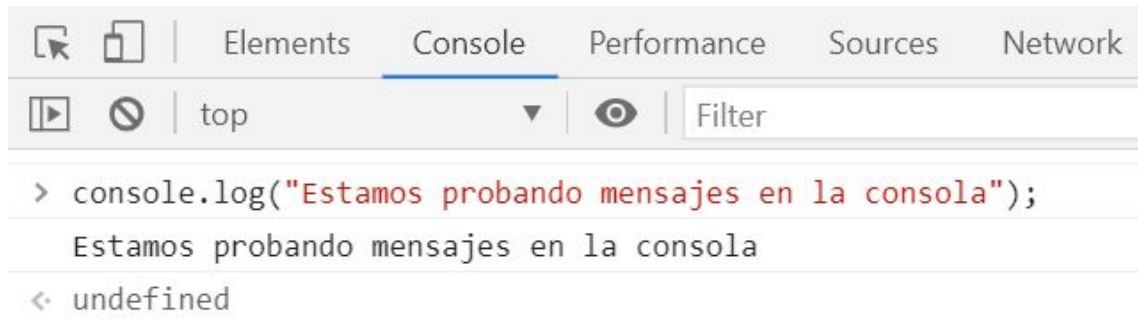 Elements Console Performance Sources Network
top Filter
> console.log("Estamos probando mensajes en la consola");
Estamos probando mensajes en la consola
undefined